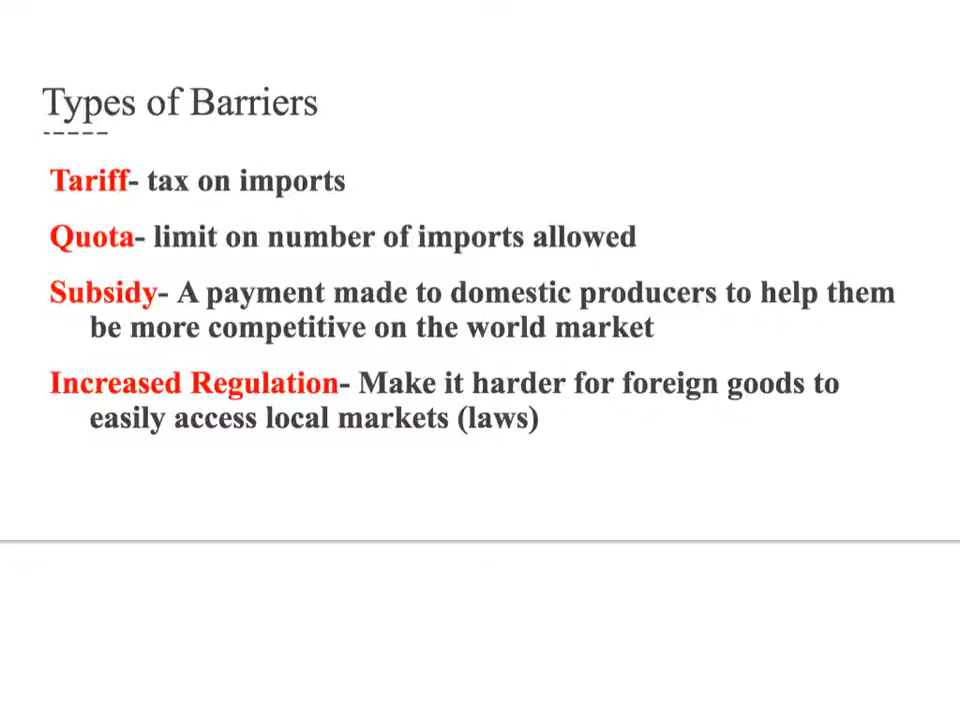 Types of Barriers
-----
Tariff- tax on imports
Quota- limit on number of imports allowed
Subsidy- A payment made to domestic producers to help them
be more competitive on the world market
Increased Regulation- Make it harder for foreign goods to
easily access local markets (laws)